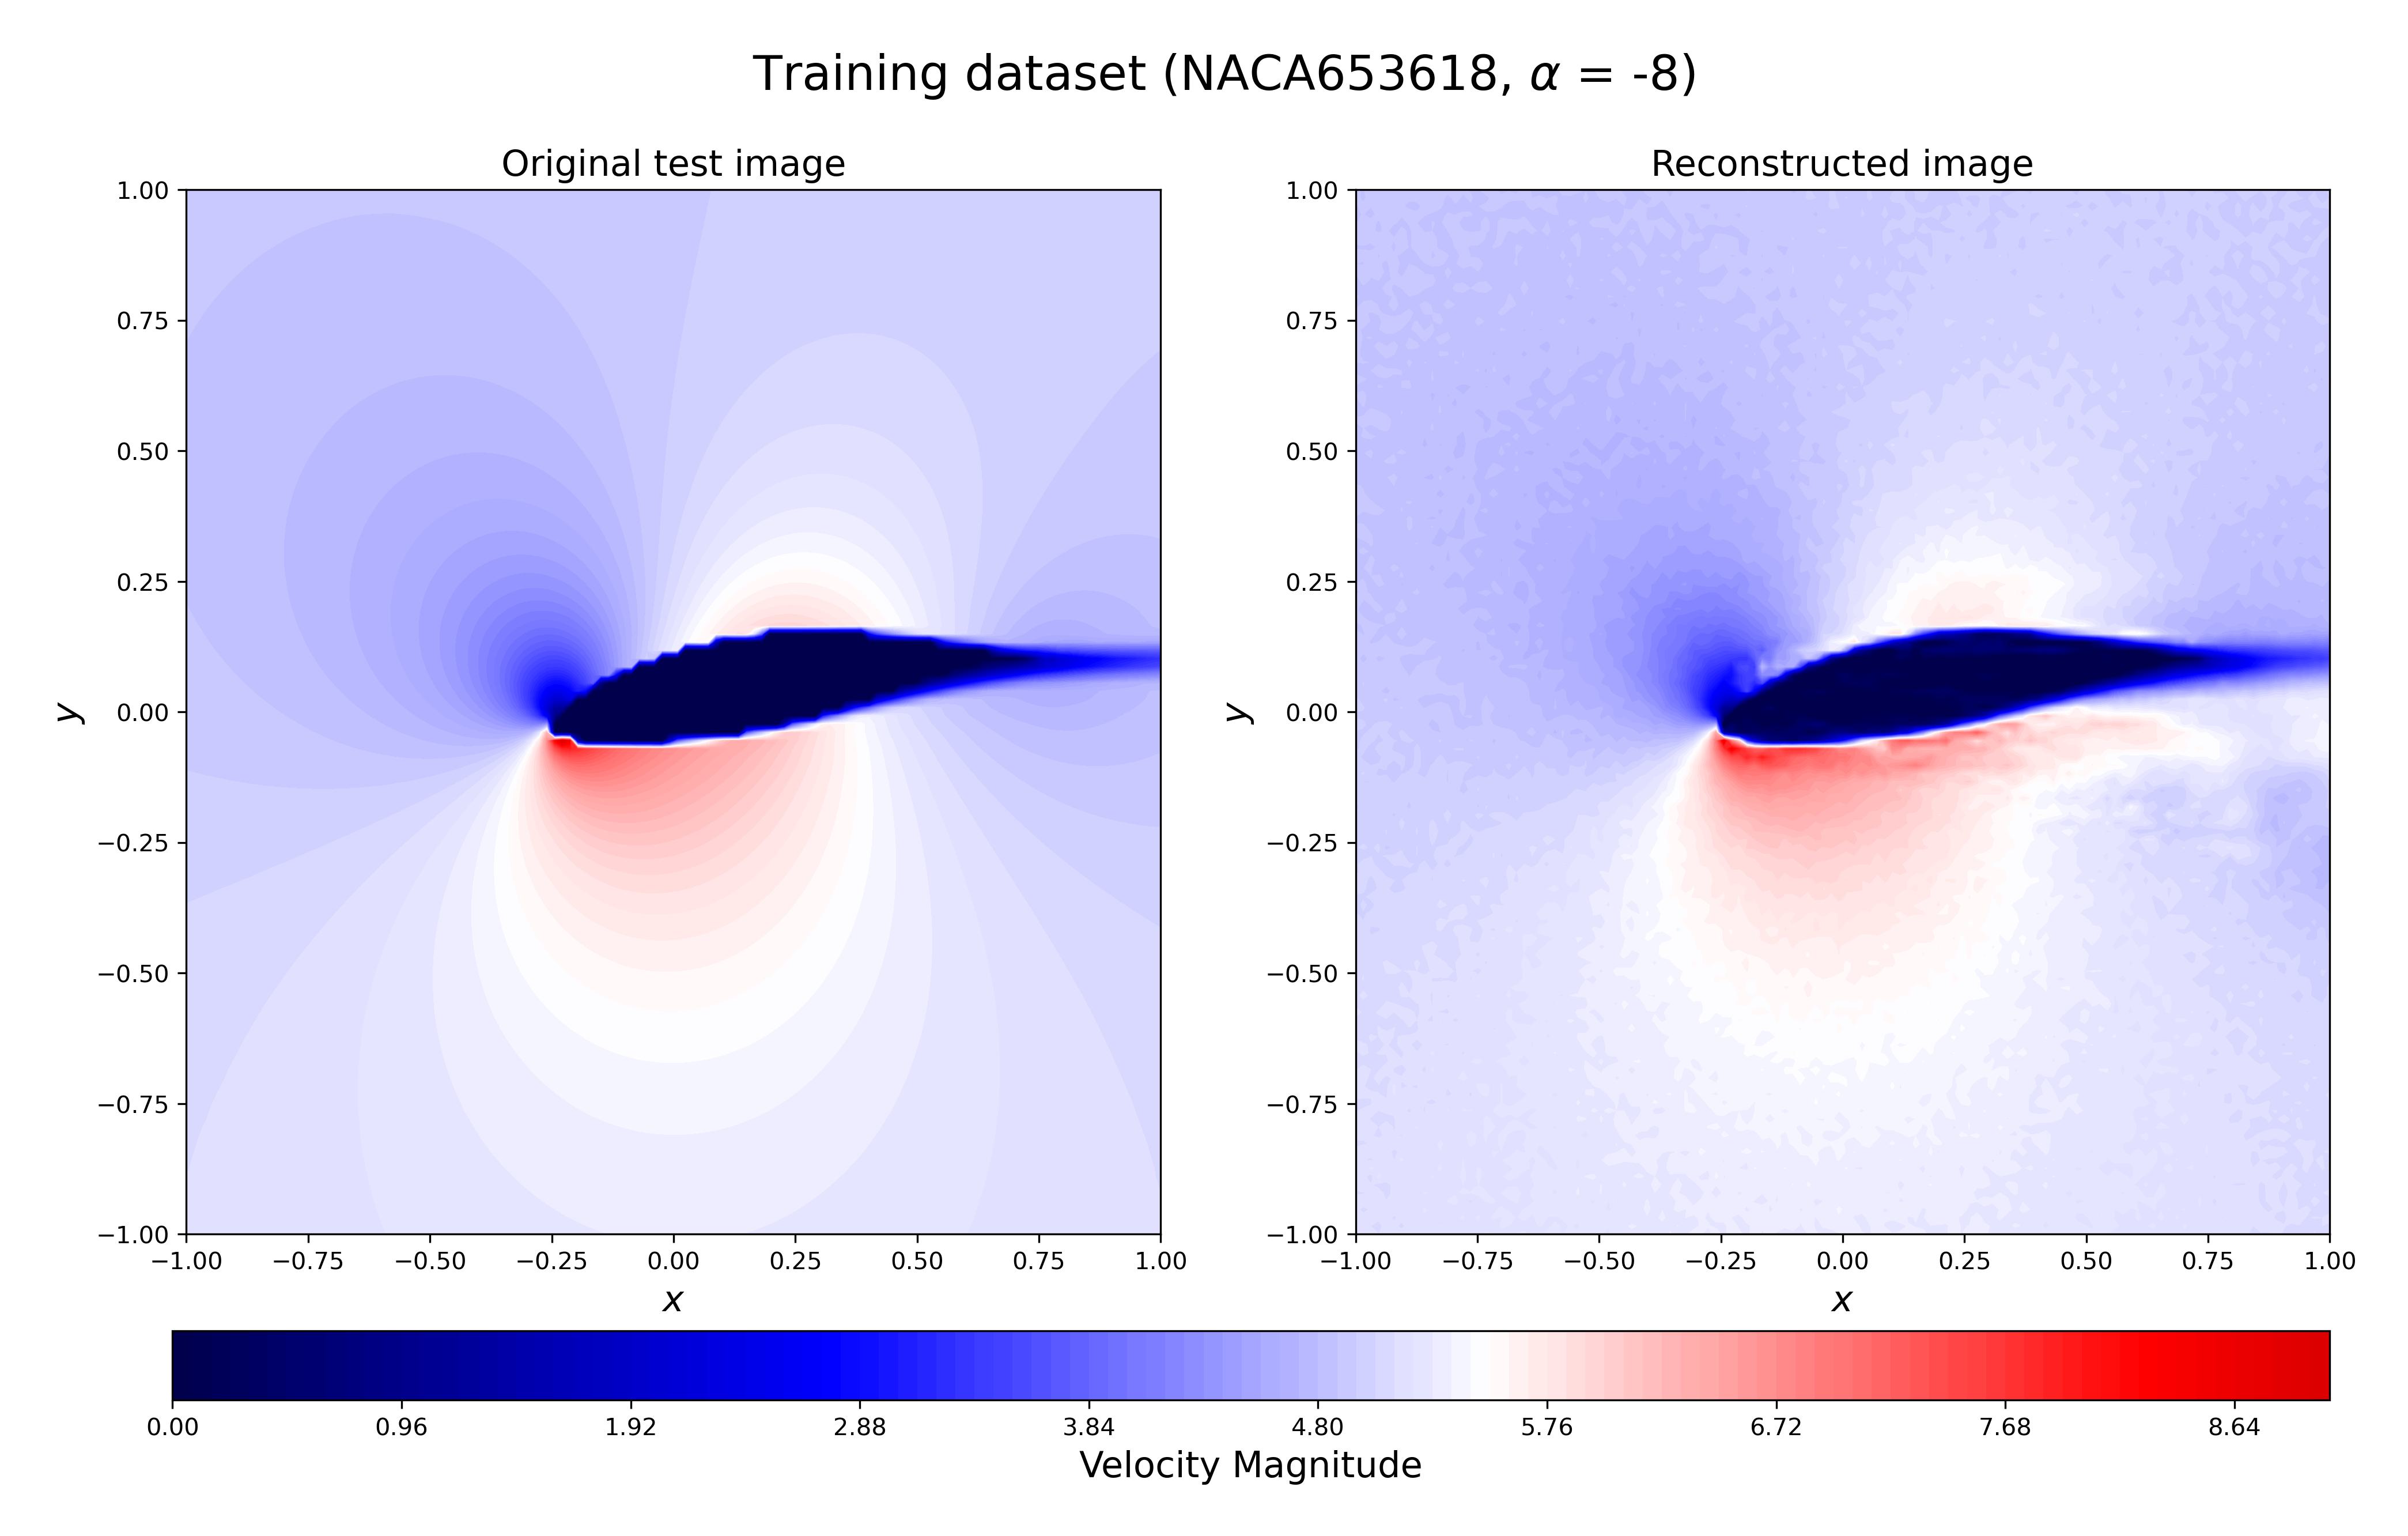 Training dataset (NACA653618, α = -8)
Original test image
1.00
0.75
0.50
0.25
0.00
−0.25
−0.50
−0.75
−1.00
y
−1.00 −0.75 −0.50 −0.25 0.00 0.25 0.50 0.75 1.00
x
Reconstructed image
1.00
0.75
0.50
0.25
0.00
−0.25
−0.50
−0.75
−1.00
y
−1.00 −0.75 −0.50 −0.25 0.00 0.25 0.50 0.75 1.00
x
0.00 0.96 1.92 2.88 3.84 4.80 5.76 6.72 7.68 8.64
Velocity Magnitude